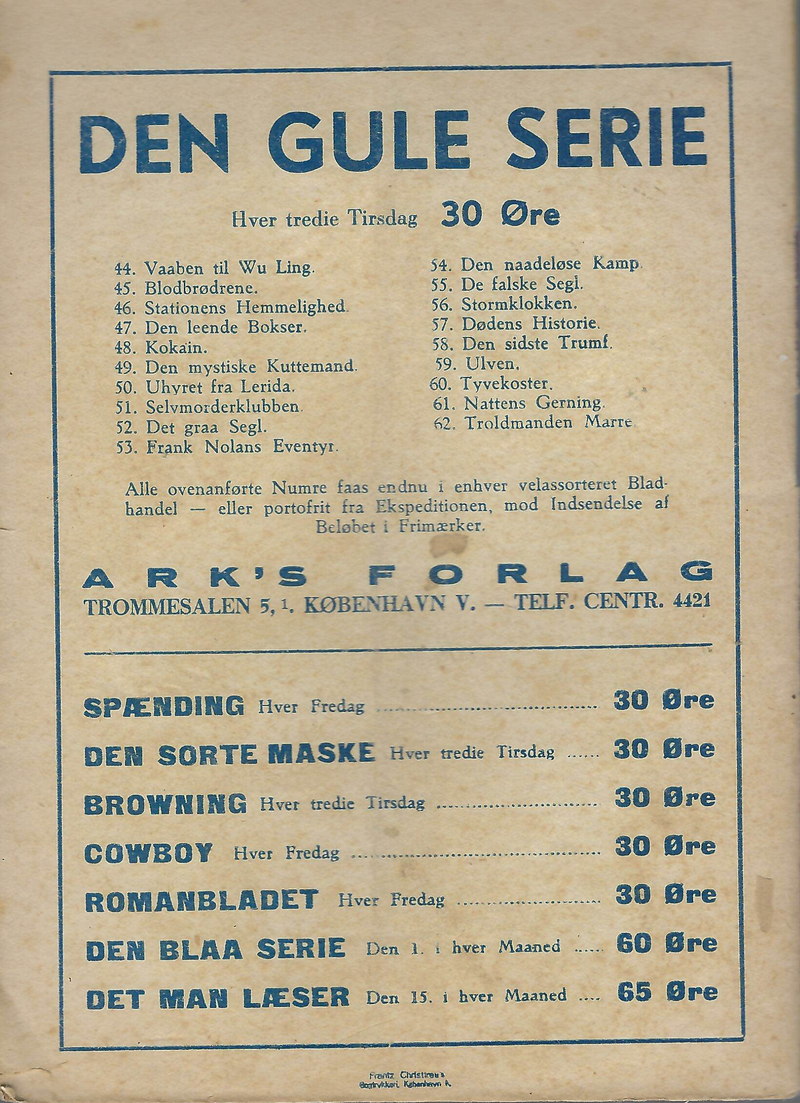 DEN GULE SERIE
Hver tredie Tirsdag 30 Øre
44. Vaaben til Wu Ling.
45. Blodbrødrene.
46. Stationens Hemmelighed.
47. Den leende Bokser.
48. Kokain.
49. Den mystiske Kuttemand.
50. Uhyret fra Lerida.
51. Selvmorderklubben.
52. Det graa Segl.
53. Frank Nolans Eventyr.
54. Den naadeløse Kamp.
55. De falske Segl.
56. Stormklokken.
57. Dødens Historie.
58. Den sidste Trumf.
59. Ulven.
60. Tyvekoster.
61. Nattens Gerning.
62. Troldmanden Marre
Alle ovenanførte Numre faas endnu i enhver velassorteret Blad-
handel — eller portofrit fra Ekspeditionen, mod Indsendelse af
Beløbet i Frimærker.
ARK'S FORLAG
TROMMESALEN 5, 1. KØBENHAVN V. — TELF. CENTR. 4421
SPÆNDING Hver Fredag ........ 30 Øre
DEN SORTE MASKE Hver tredie Tirsdag ...... 30 Øre
BROWNING Hver tredie Tirsdag ........ 30 Øre
COWBOY Hver Fredag ........ 30 Øre
ROMANBLADET Hver Fredag ........ 30 Øre
DEN BLAA SERIE Den 1. i hver Maaned ...... 60 Øre
DET MAN LÆSER Den 15. i hver Maaned .... 65 Øre
Frantz Christtreu's
Bogtrykkeri, København K.